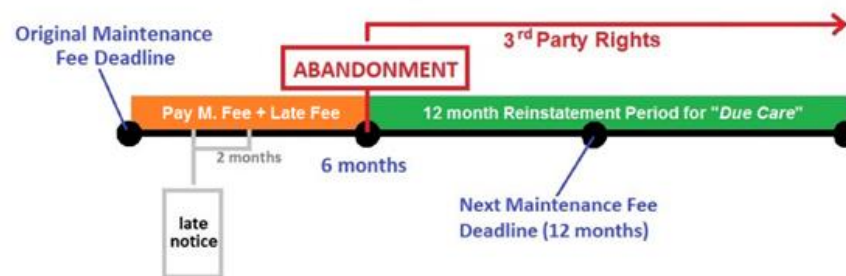 Original Maintenance
Fee Deadline
3rd Party Rights
ABANDONMENT
Pay M. Fee + Late Fee
12 month Reinstatement Period for "Due Care"
2 months
6 months
late
notice
Next Maintenance Fee
Deadline (12 months)